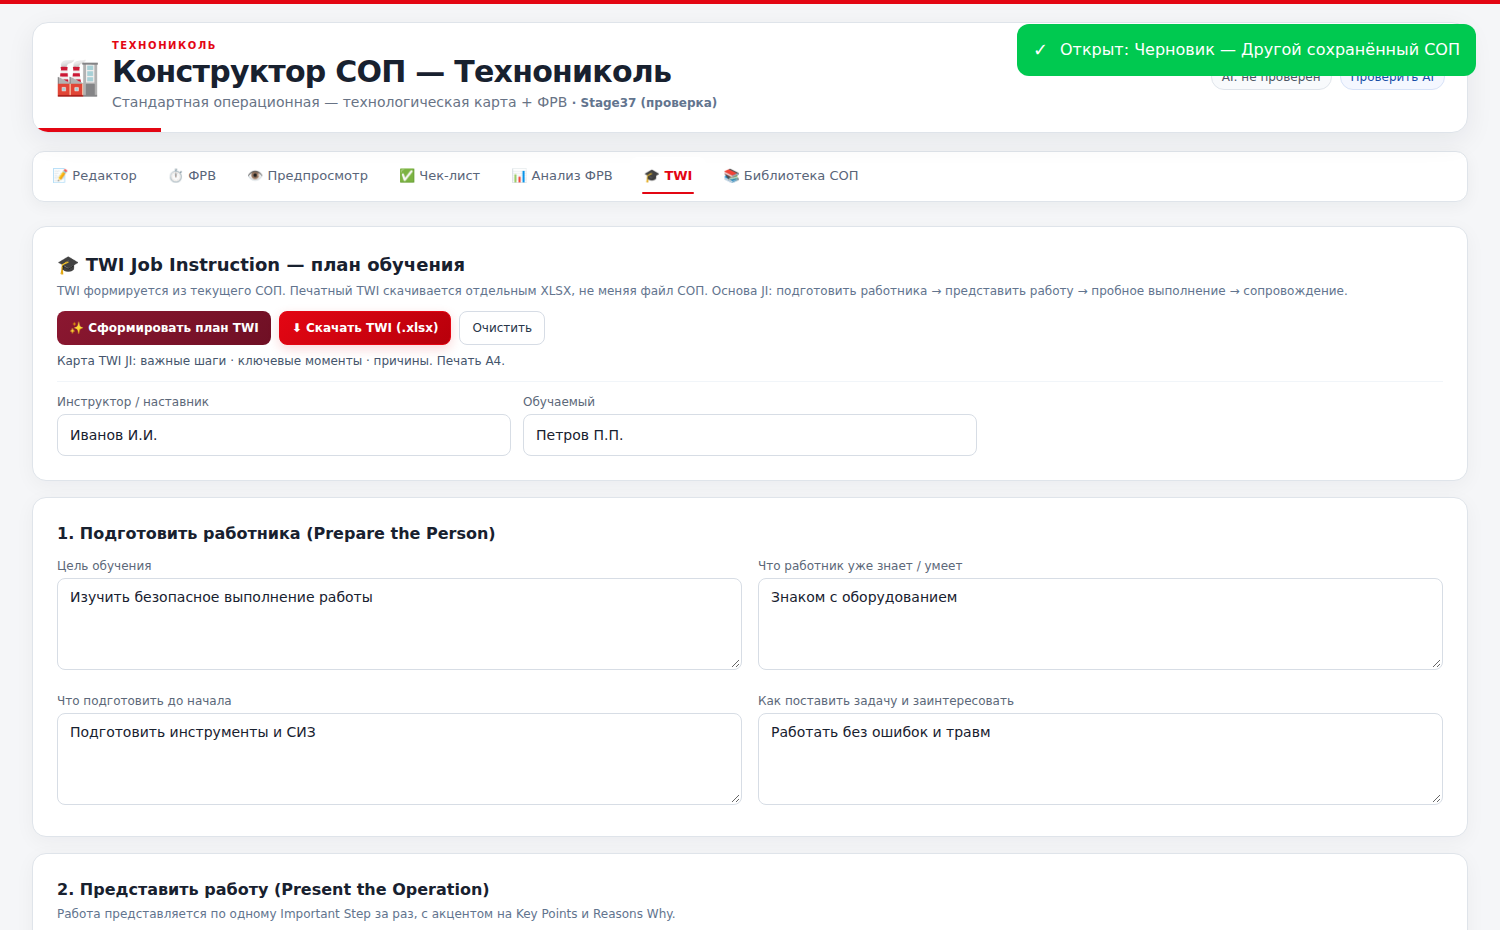 ТЕХНОНИКОЛЬ
Конструктор СОП — Технониколь
Стандартная операционная — технологическая карта + ФРВ · Stage37 (проверка)
✓ Открыт: Черновик — Другой сохранённый СОП
AI: не проверен
Проверить AI
Редактор
ФРВ
Предпросмотр
Чек-лист
Анализ ФРВ
TWI
Библиотека СОП
TWI Job Instruction — план обучения
TWI формируется из текущего СОП. Печатный TWI скачивается отдельным XLSX, не меняя файл СОП. Основа JI: подготовить работника → представить работу → пробное выполнение → сопровождение.
✨ Сформировать план TWI
⬇ Скачать TWI (.xlsx)
Очистить
Карта TWI JI: важные шаги · ключевые моменты · причины. Печать A4.
Инструктор / наставник
Обучаемый
Иванов И.И.
Петров П.П.
1. Подготовить работника (Prepare the Person)
Цель обучения
Что работник уже знает / умеет
Изучить безопасное выполнение работы
Знаком с оборудованием
Что подготовить до начала
Как поставить задачу и заинтересовать
Подготовить инструменты и СИЗ
Работать без ошибок и травм
2. Представить работу (Present the Operation)
Работа представляется по одному Important Step за раз, с акцентом на Key Points и Reasons Why.